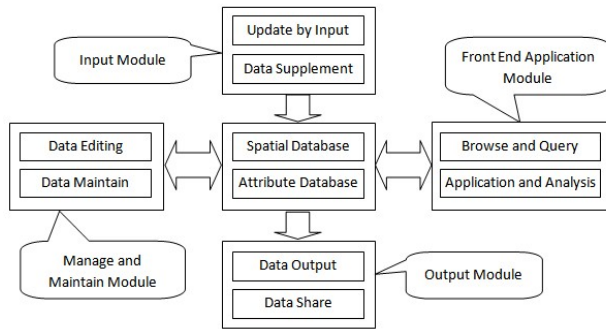 Update by Input
Input Module
Data Supplement
Front End Application
Module
Data Editing
Data Maintain
Spatial Database
Attribute Database
Browse and Query
Application and Analysis
Manage and
Maintain Module
Data Output
Data Share
Output Module